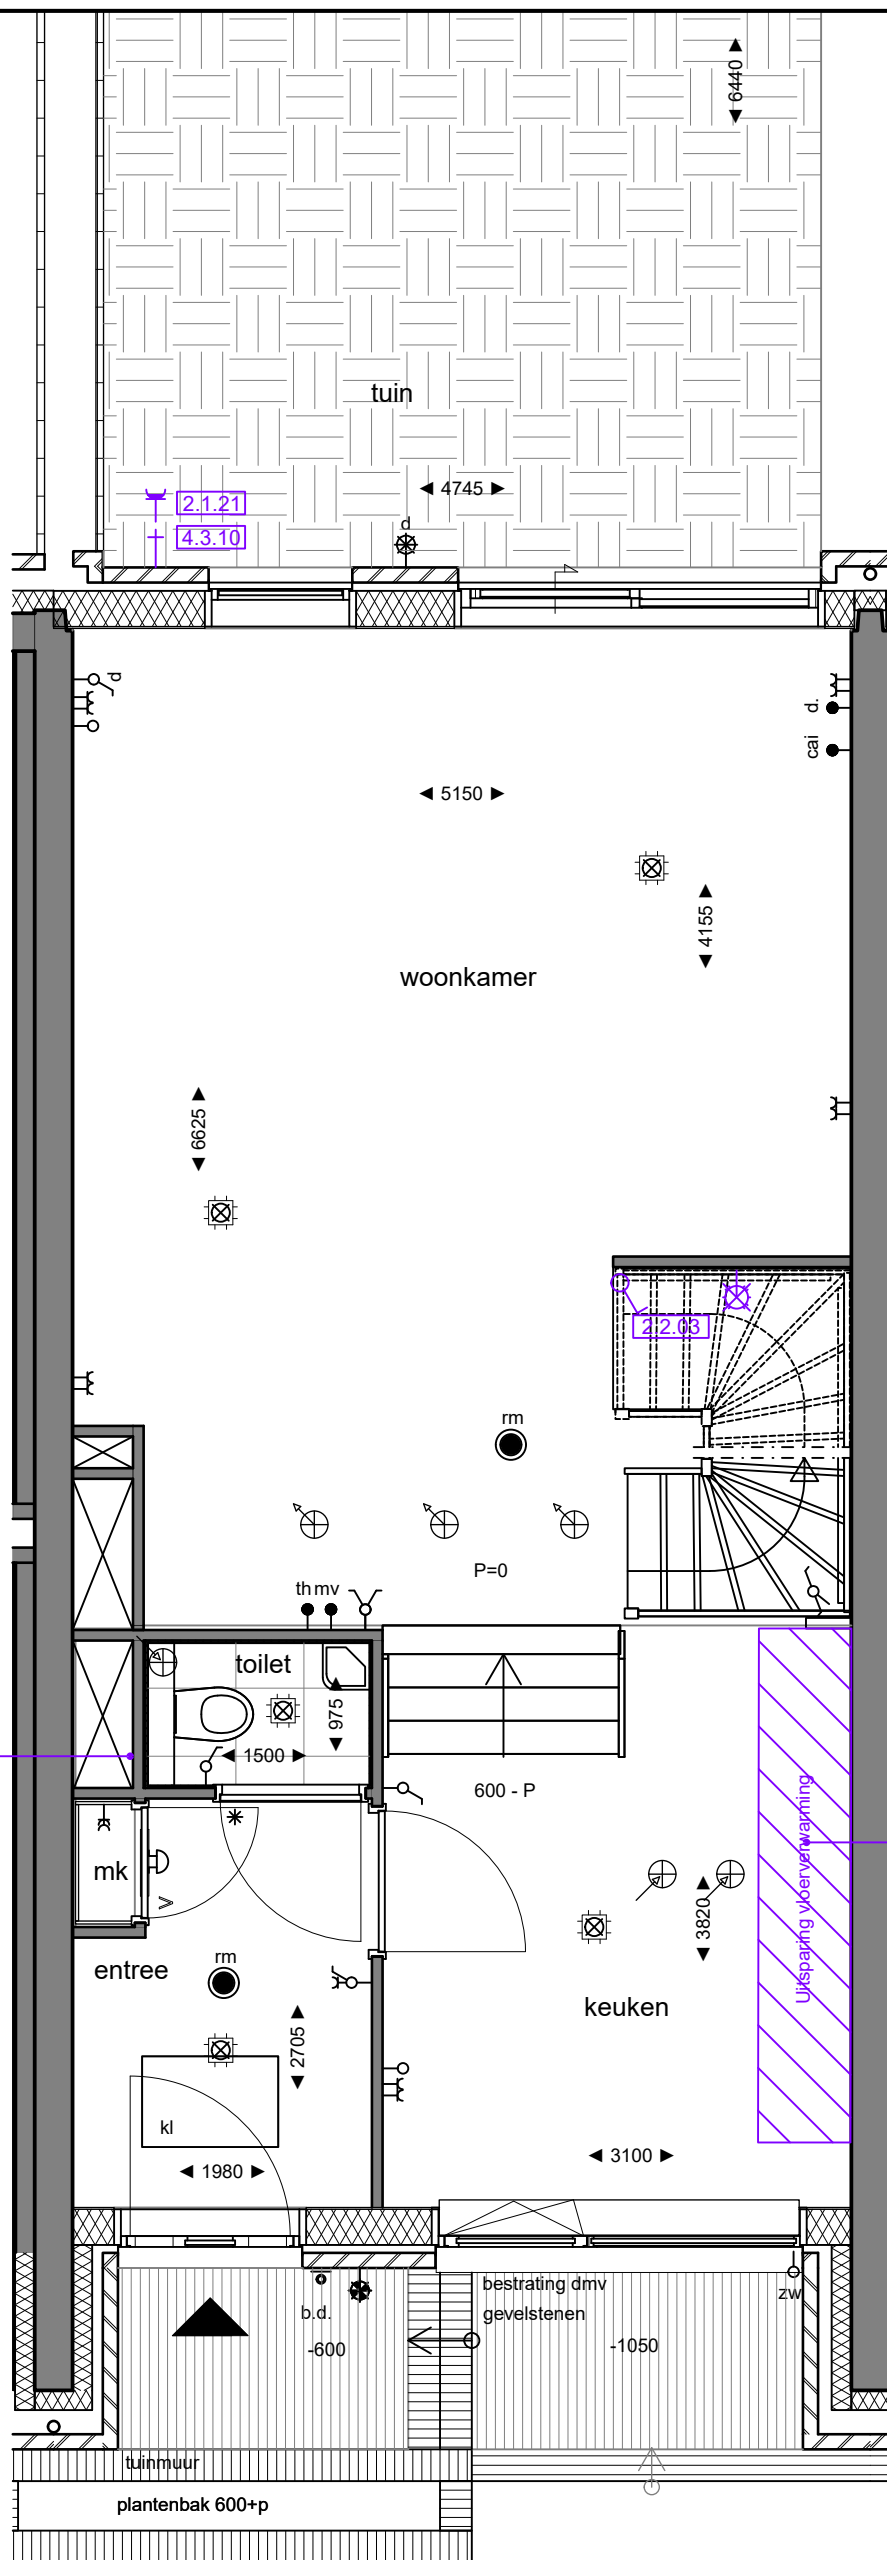 6440
tuin
2.1.21
4745
4.3.10
d
d
d.
cai
5150
4155
woonkamer
6625
2.2.03
rm
P=0
th mv
toilet
975
1500
600 - P
Uitsparing vloerverwarming
mk
3820
entree
rm
keuken
2705
kl
3100
1980
bestrating dmv
gevelstenen
zw
b.d.
-600
-1050
tuinmuur
plantenbak 600+p